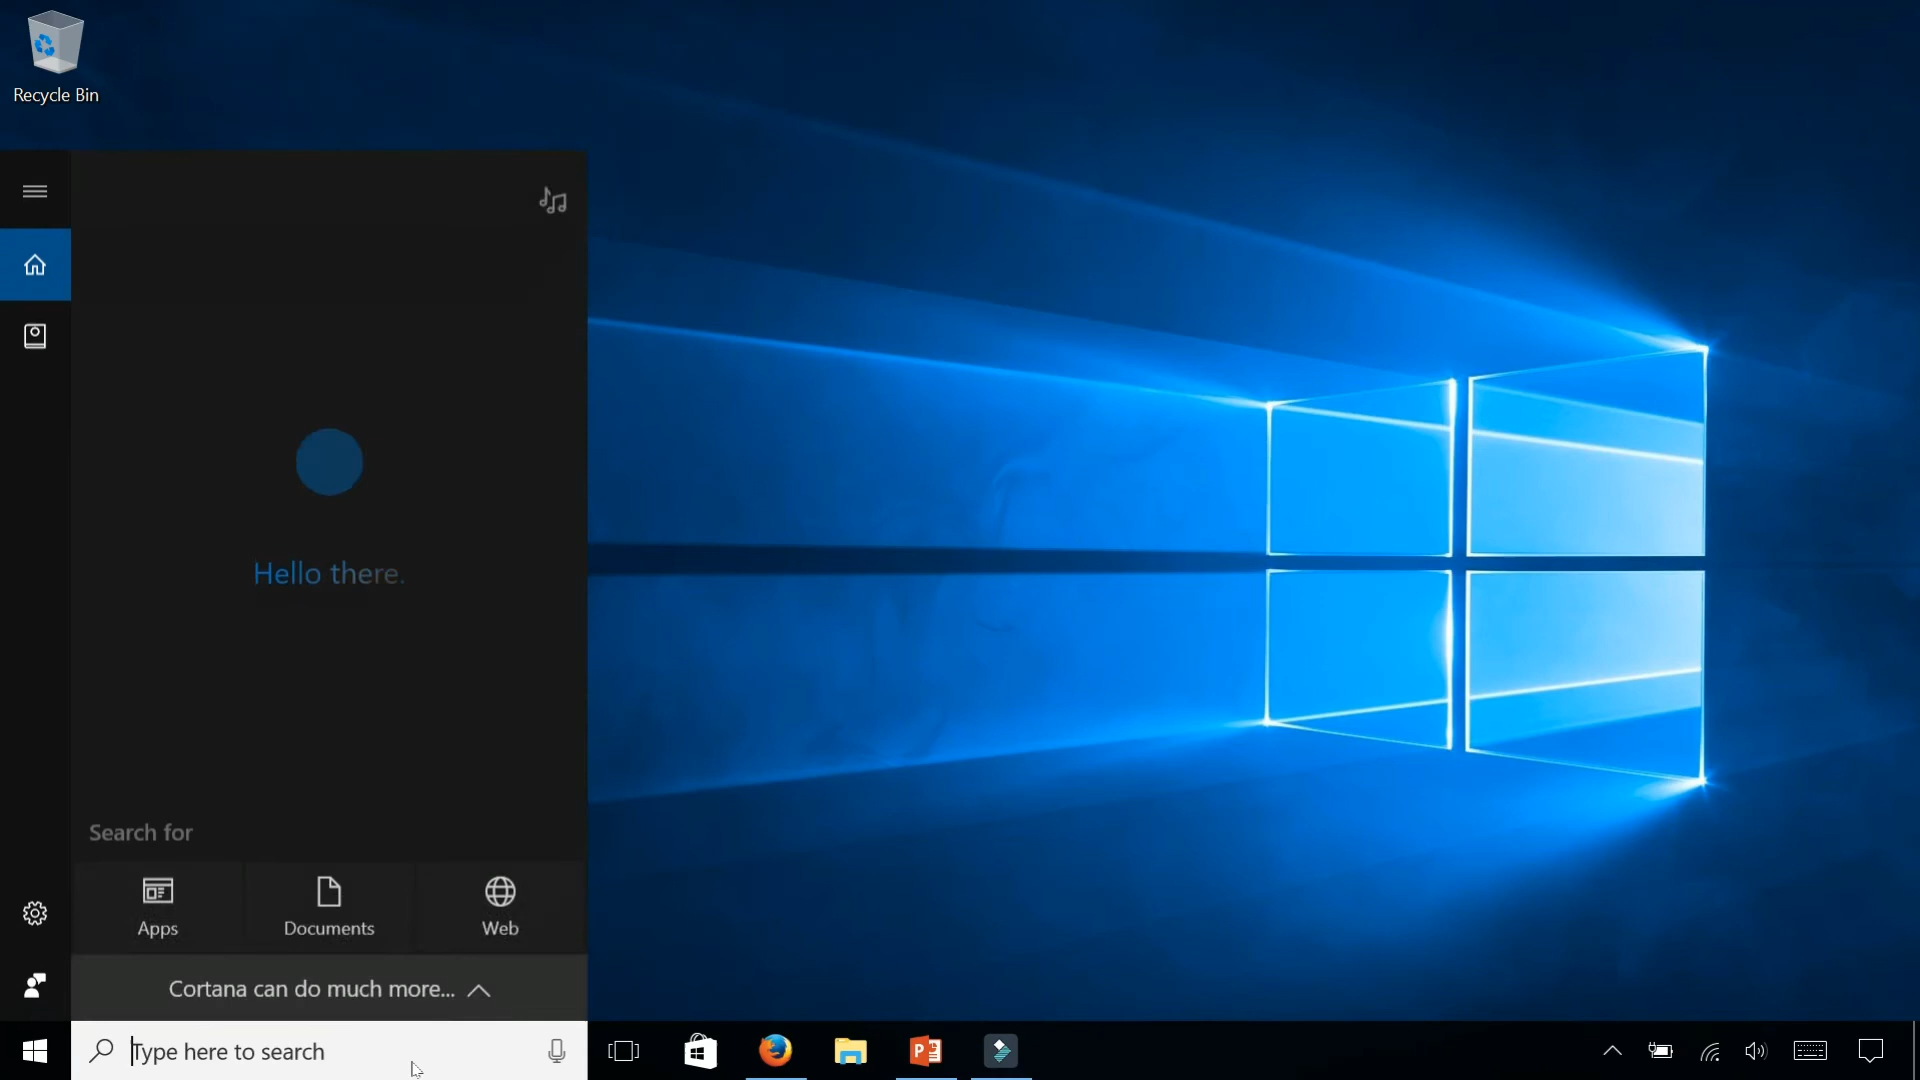 Recycle Bin
Hello there.
Search for
Apps
Documents
Web
Cortana can do much more...
Type here to search